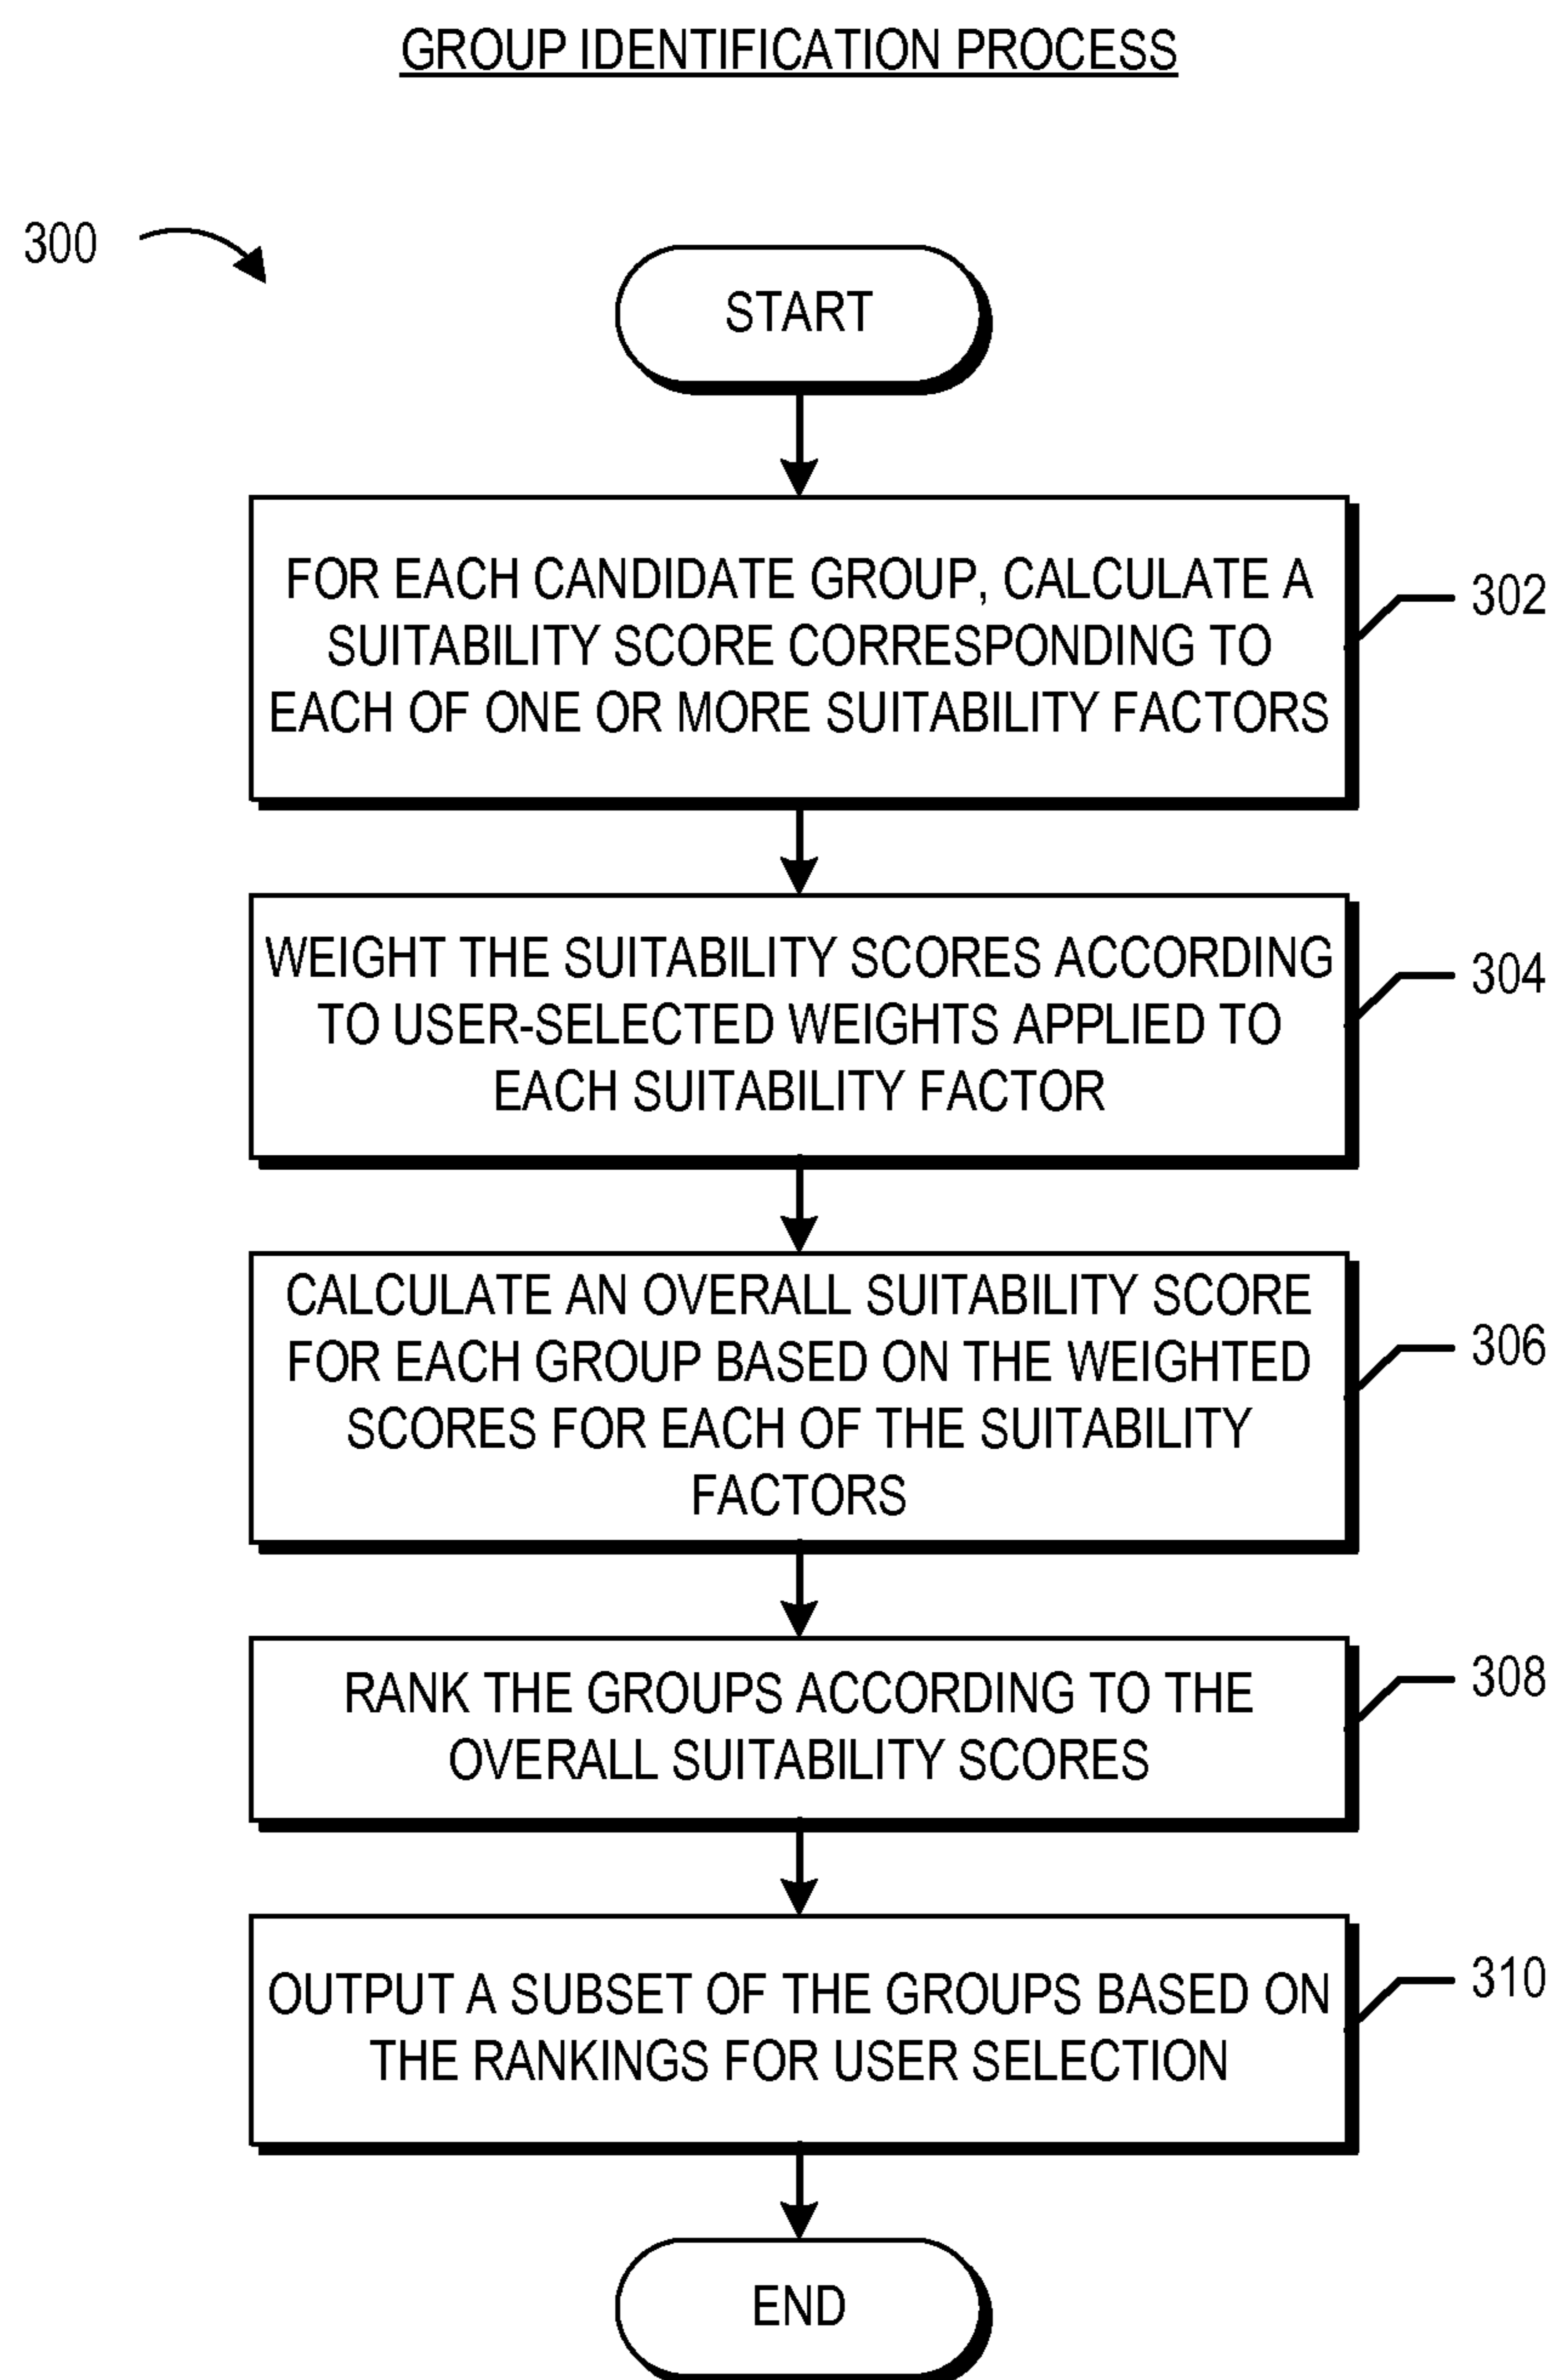 GROUP IDENTIFICATION PROCESS
300
START
FOR EACH CANDIDATE GROUP, CALCULATE A
SUITABILITY SCORE CORRESPONDING TO
EACH OF ONE OR MORE SUITABILITY FACTORS
302
WEIGHT THE SUITABILITY SCORES ACCORDING
TO USER-SELECTED WEIGHTS APPLIED TO
EACH SUITABILITY FACTOR
304
CALCULATE AN OVERALL SUITABILITY SCORE
FOR EACH GROUP BASED ON THE WEIGHTED
SCORES FOR EACH OF THE SUITABILITY
FACTORS
306
RANK THE GROUPS ACCORDING TO THE
OVERALL SUITABILITY SCORES
308
OUTPUT A SUBSET OF THE GROUPS BASED ON
THE RANKINGS FOR USER SELECTION
310
END